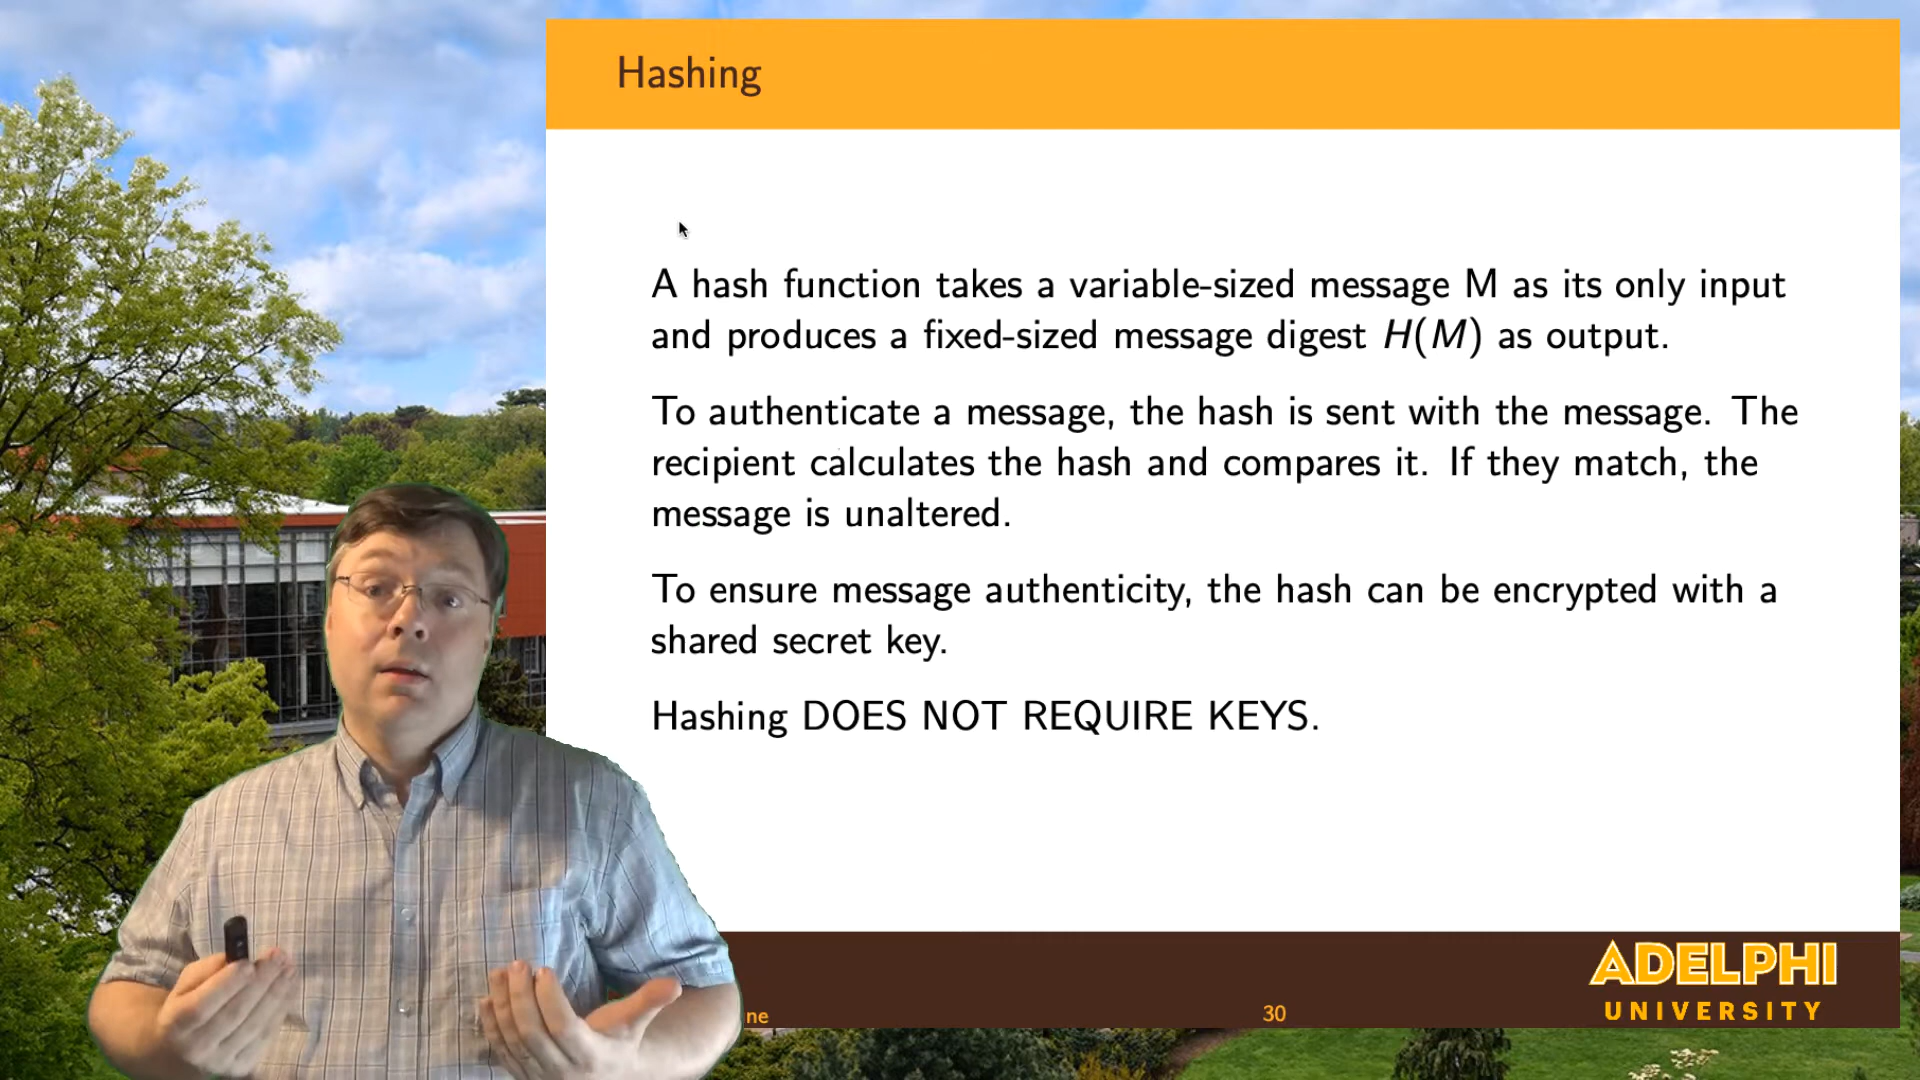 Hashing
A hash function takes a variable-sized message M as its only input
and produces a fixed-sized message digest H(M) as output.
To authenticate a message, the hash is sent with the message. The
recipient calculates the hash and compares it. If they match, the
message is unaltered.
To ensure message authenticity, the hash can be encrypted with a
shared secret key.
Hashing DOES NOT REQUIRE KEYS.
ne
30
ADELPHI
UNIVERSITY